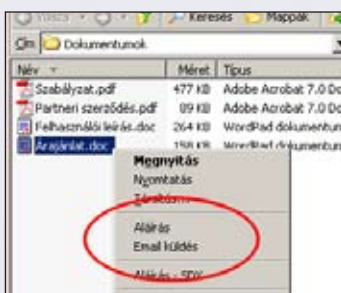 Vissza
Keresés Mappák
Cím Dokumentumok
Név Méret Típus
Szabályzat.pdf 477 KB Adobe Acrobat 7.0 Do
Partneri szerződés.pdf 89 KB Adobe Acrobat 7.0 Do
Felhasználói leírás.doc 264 KB WordPad dokumentum
Árajánlat.doc 158 KB WordPad dokumentum
Megnyitás
Nyomtatás
Aláírás
Email küldés
Aláírás - SDX